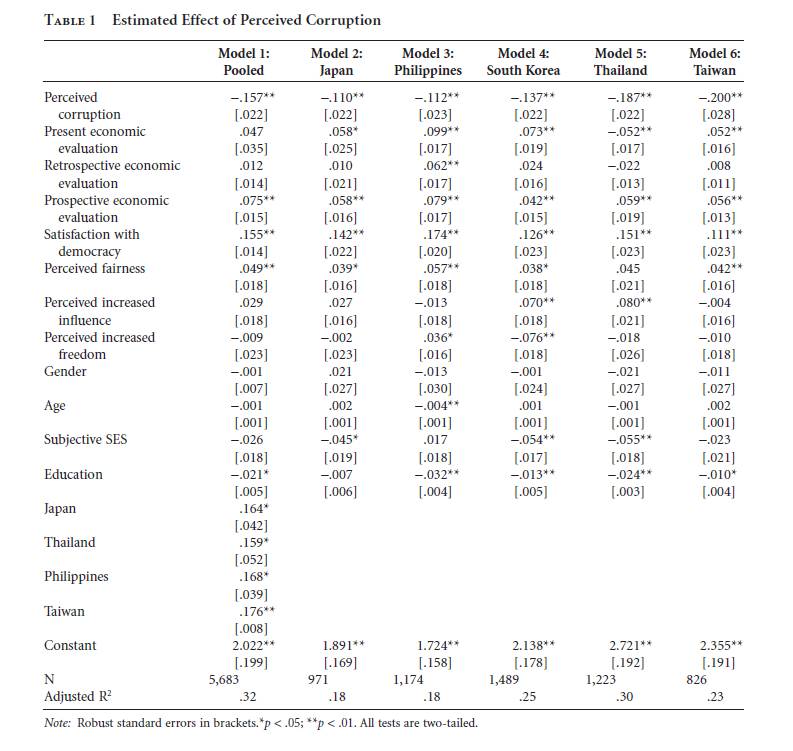 TABLE 1 Estimated Effect of Perceived Corruption
Model 1: Model 2: Model 3: Model 4: Model 5: Model 6:
Pooled Japan Philippines South Korea Thailand Taiwan
Perceived −.157** −.110** −.112** −.137** −.187** −.200**
corruption [.022] [.022] [.023] [.022] [.022] [.028]
Present economic .047 .058* .099** .073** −.052** .052**
evaluation [.035] [.025] [.017] [.019] [.017] [.016]
Retrospective economic .012 .010 .062** .024 −.022 .008
evaluation [.014] [.021] [.017] [.016] [.013] [.011]
Prospective economic .075** .058** .079** .042** .059** .056**
evaluation [.015] [.016] [.017] [.015] [.019] [.013]
Satisfaction with .155** .142** .174** .126** .151** .111**
democracy [.014] [.022] [.020] [.023] [.023] [.023]
Perceived fairness .049** .039* .057** .038* .045 .042**
[.018] [.016] [.018] [.018] [.021] [.016]
Perceived increased .029 .027 −.013 .070** .080** −.004
influence [.018] [.016] [.018] [.018] [.021] [.016]
Perceived increased −.009 −.002 .036* −.076** −.018 −.010
freedom [.023] [.023] [.016] [.018] [.026] [.018]
Gender −.001 .021 −.013 −.001 −.021 −.011
[.007] [.027] [.030] [.024] [.027] [.027]
Age −.001 .002 −.004** .001 −.001 .002
[.001] [.001] [.001] [.001] [.001] [.001]
Subjective SES −.026 −.045* .017 −.054** −.055** −.023
[.018] [.019] [.018] [.017] [.018] [.021]
Education −.021* −.007 −.032** −.013** −.024** −.010*
[.005] [.006] [.004] [.005] [.003] [.004]
Japan .164*
[.042]
Thailand .159*
[.052]
Philippines .168*
[.039]
Taiwan .176**
[.008]
Constant 2.022** 1.891** 1.724** 2.138** 2.721** 2.355**
[.199] [.169] [.158] [.178] [.192] [.191]
N 5,683 971 1,174 1,489 1,223 826
Adjusted R² .32 .18 .18 .25 .30 .23
Note: Robust standard errors in brackets.*p < .05; **p < .01. All tests are two-tailed.